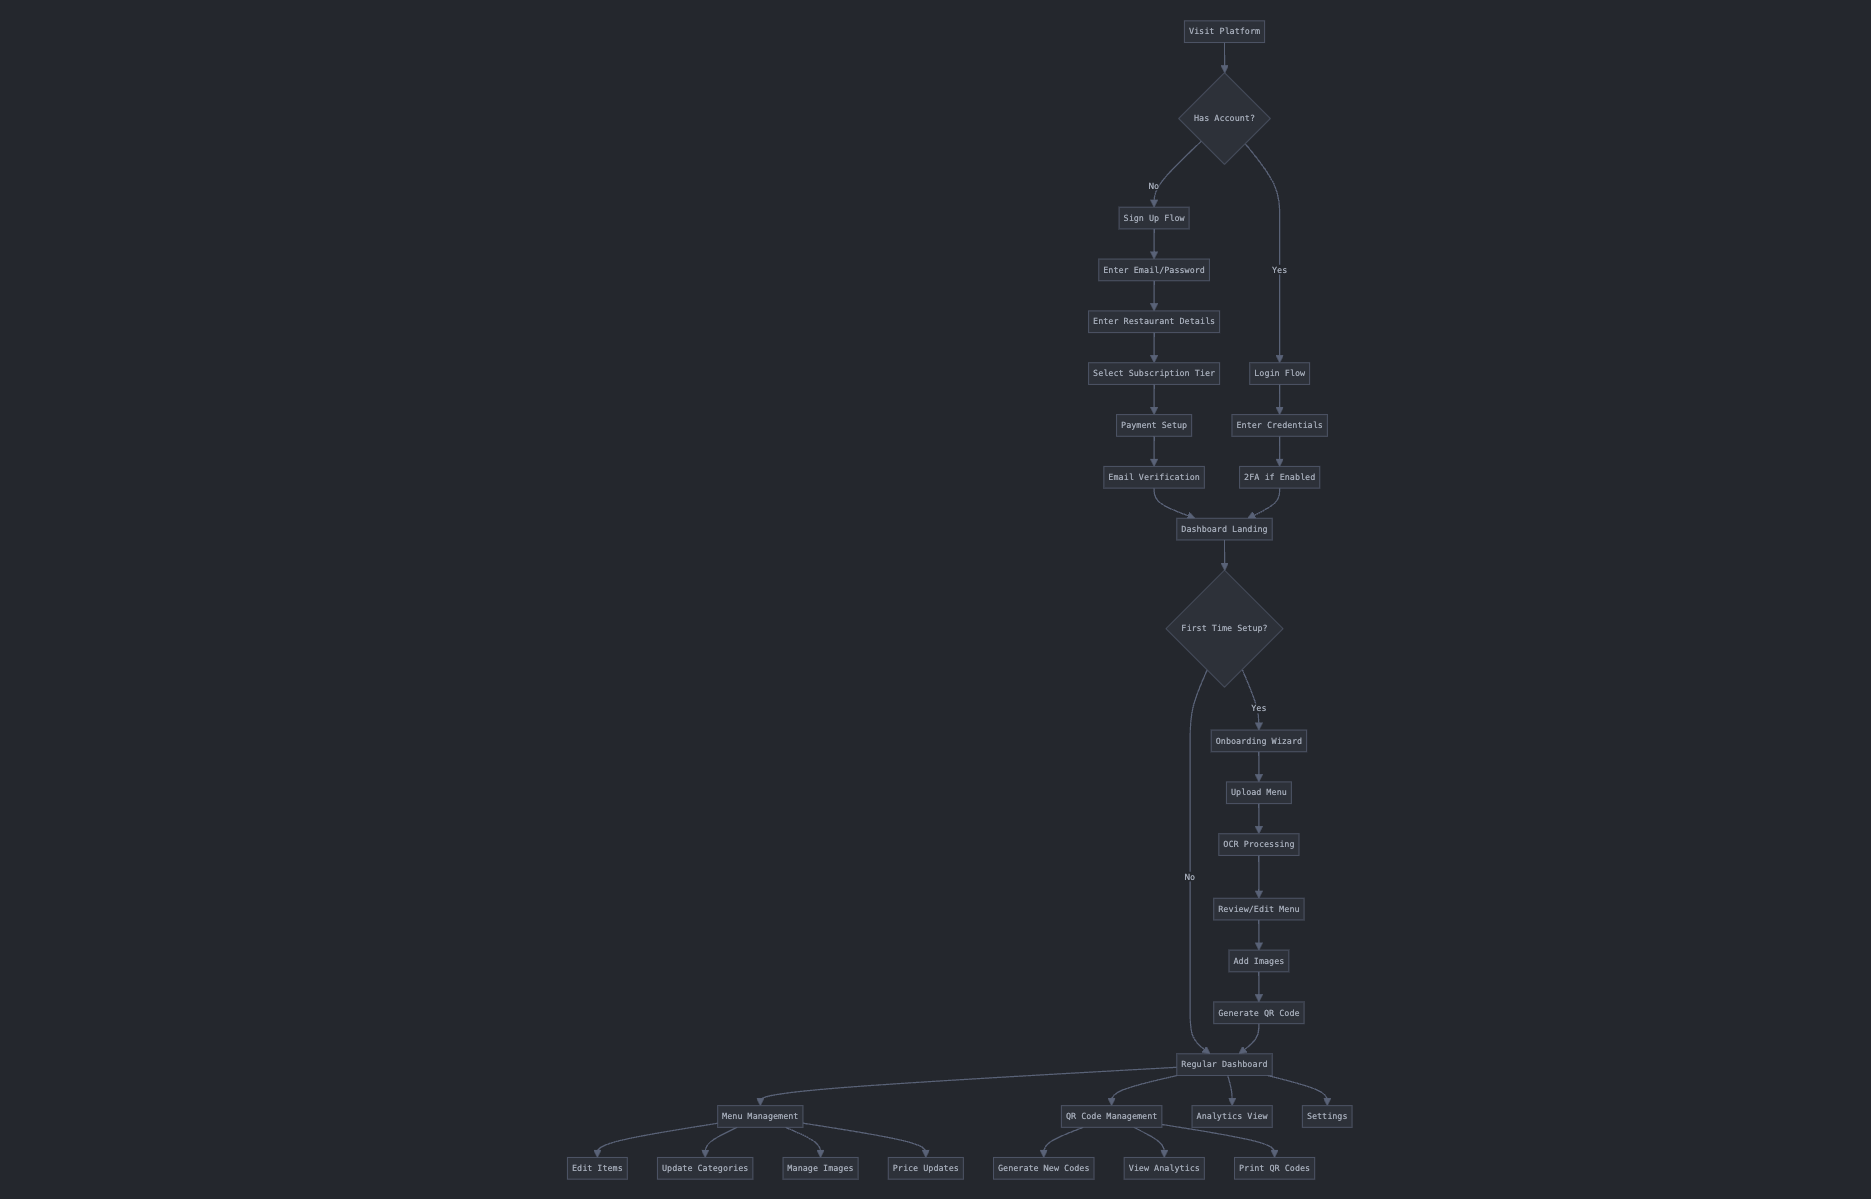 Visit Platform
Has Account?
No
Sign Up Flow
Enter Email/Password
Yes
Enter Restaurant Details
Select Subscription Tier
Login Flow
Payment Setup
Enter Credentials
Email Verification
2FA if Enabled
Dashboard Landing
First Time Setup?
Yes
Onboarding Wizard
Upload Menu
OCR Processing
No
Review/Edit Menu
Add Images
Generate QR Code
Regular Dashboard
Menu Management
QR Code Management
Analytics View
Settings
Edit Items
Update Categories
Manage Images
Price Updates
Generate New Codes
View Analytics
Print QR Codes